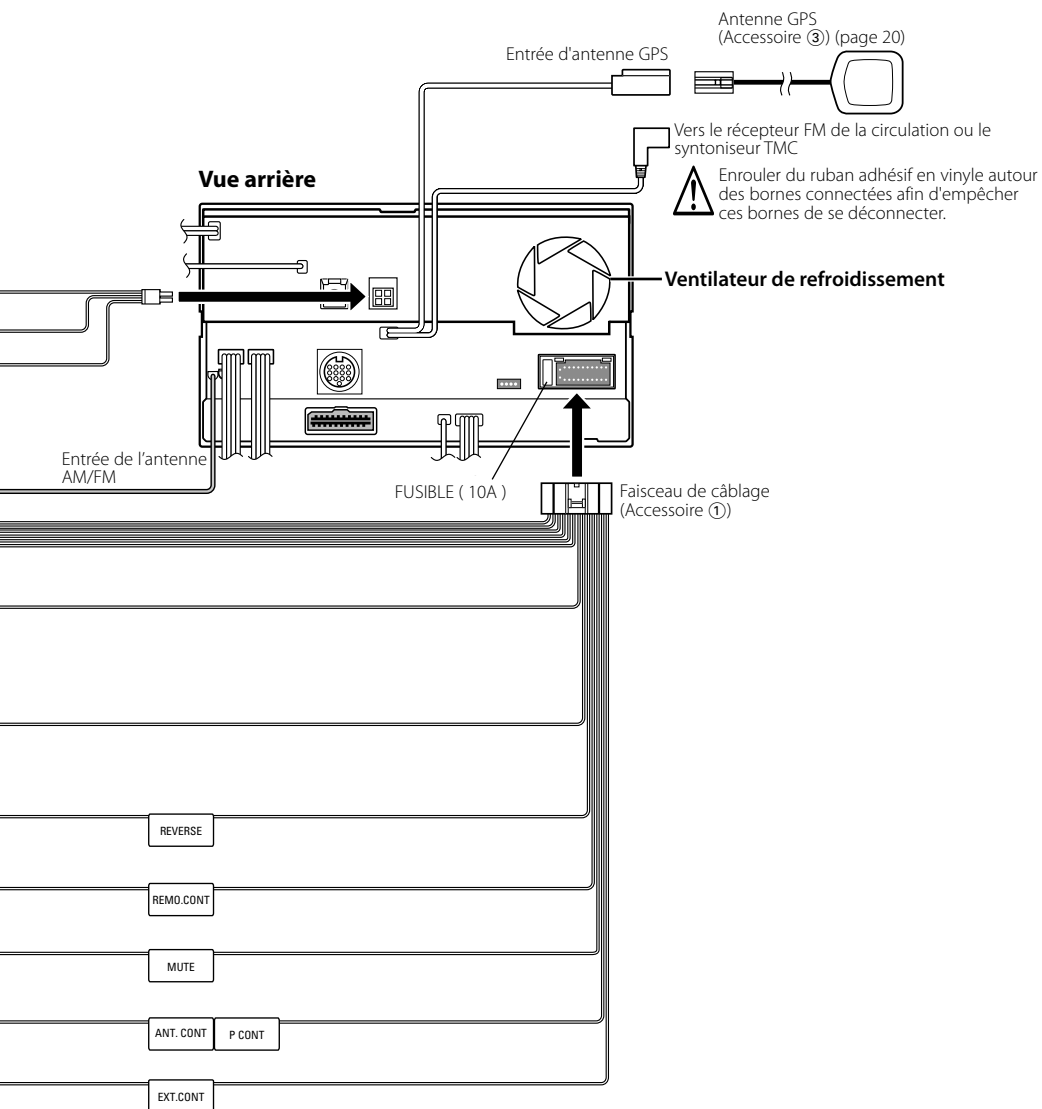 Antenne GPS
(Accessoire ③) (page 20)
Entrée d'antenne GPS
Vers le récepteur FM de la circulation ou le
syntoniseur TMC
Enrouler du ruban adhésif en vinyle autour
des bornes connectées afin d'empêcher
ces bornes de se déconnecter.
Vue arrière
Ventilateur de refroidissement
Entrée de l’antenne
AM/FM
FUSIBLE ( 10A )
Faisceau de câblage
(Accessoire ①)
REVERSE
REMO.CONT
MUTE
ANT. CONT P CONT
EXT.CONT